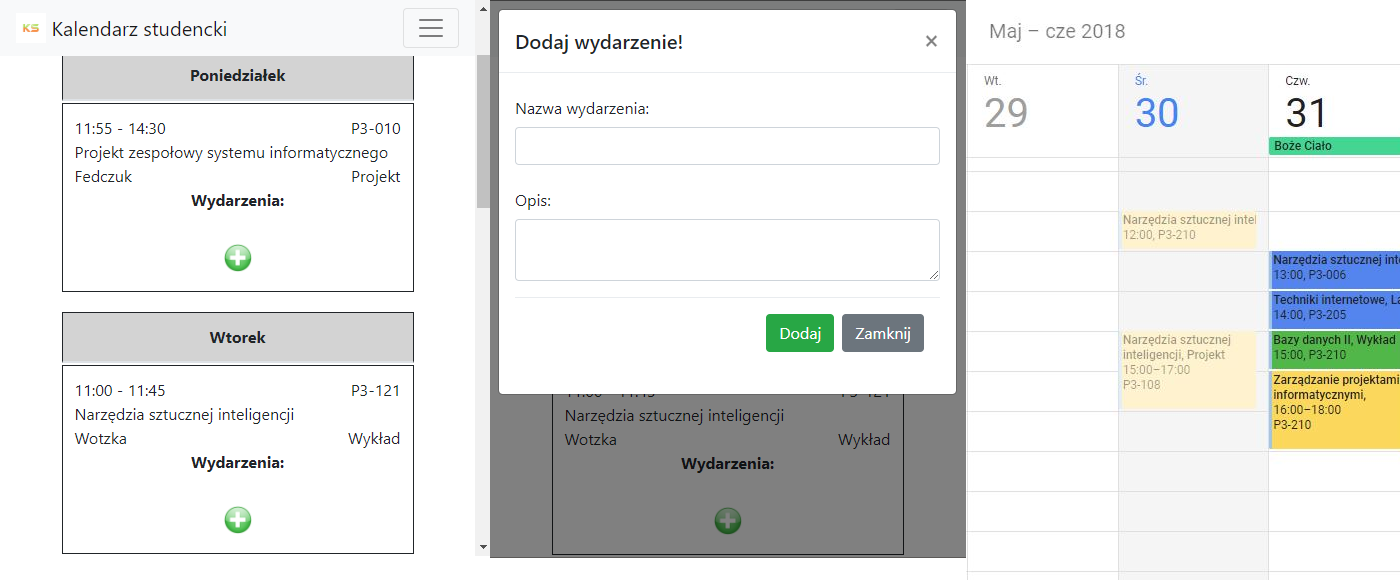 KS Kalendarz studencki
Poniedziałek
11:55 - 14:30 P3-010
Projekt zespołowy systemu informatycznego
Fedczuk Projekt
Wydarzenia:
Wtorek
11:00 - 11:45 P3-121
Narzędzia sztucznej inteligencji
Wotzka Wykład
Wydarzenia:
Dodaj wydarzenie! ×
Nazwa wydarzenia:
Opis:
Dodaj Zamknij
11:00 - 11:45 P3-121
Narzędzia sztucznej inteligencji
Wotzka Wykład
Wydarzenia:
Maj – cze 2018
Wt.
29
Śr.
30
Czw.
31
Boże Ciało
Narzędzia sztucznej intel
12:00, P3-210
Narzędzia sztucznej
inteligencji, Projekt
15:00–17:00
P3-108
Narzędzia sztucznej inte
13:00, P3-006
Techniki internetowe, La
14:00, P3-205
Bazy danych II, Wykład
15:00, P3-210
Zarządzanie projektami
informatycznymi,
16:00–18:00
P3-210